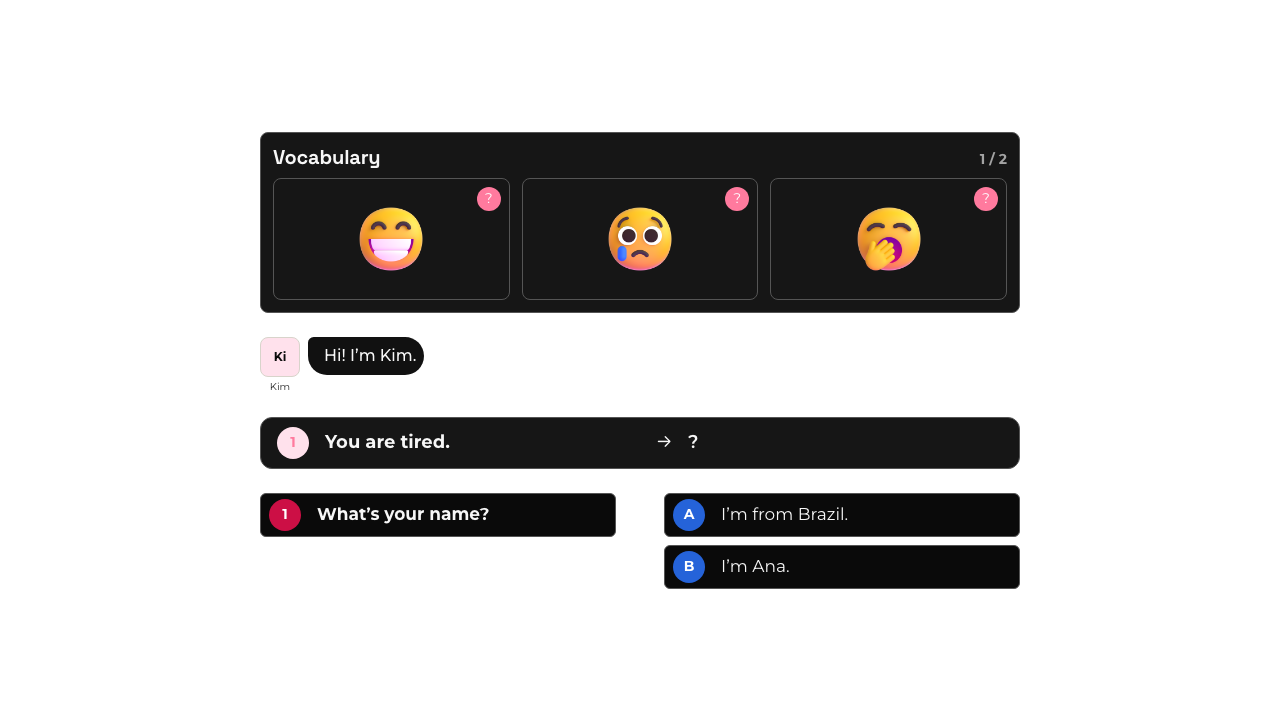 Vocabulary
1 / 2
?
?
?
Ki
Hi! I’m Kim.
Kim
1 You are tired. → ?
1 What’s your name?
A I’m from Brazil.
B I’m Ana.